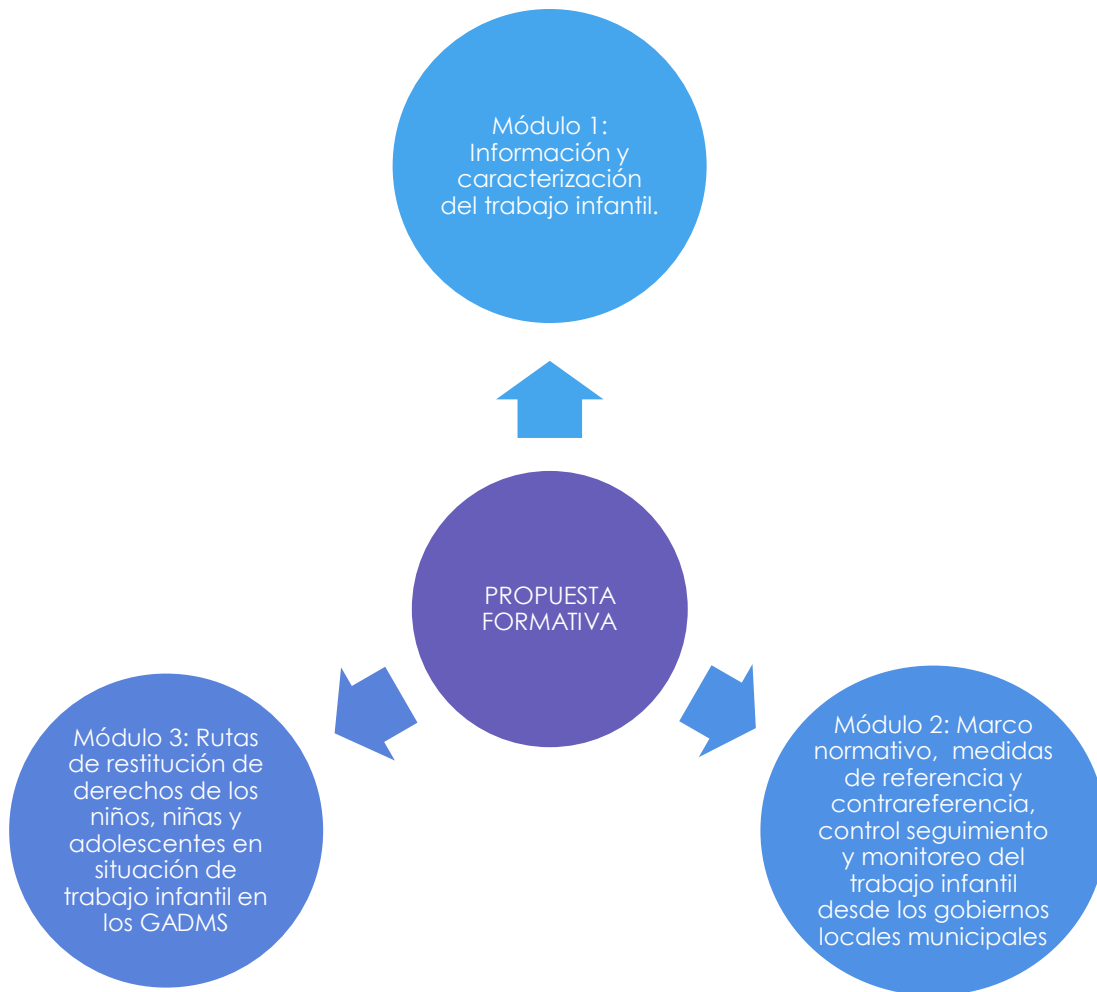 Módulo 1:
Información y
caracterización
del trabajo infantil.
PROPUESTA
FORMATIVA
Módulo 2: Marco
normativo,  medidas
de referencia y
contrareferencia,
control seguimiento
y monitoreo del
trabajo infantil
desde los gobiernos
locales municipales
Módulo 3: Rutas
de restitución de
derechos de los
niños, niñas y
adolescentes en
situación de
trabajo infantil en
los GADMS